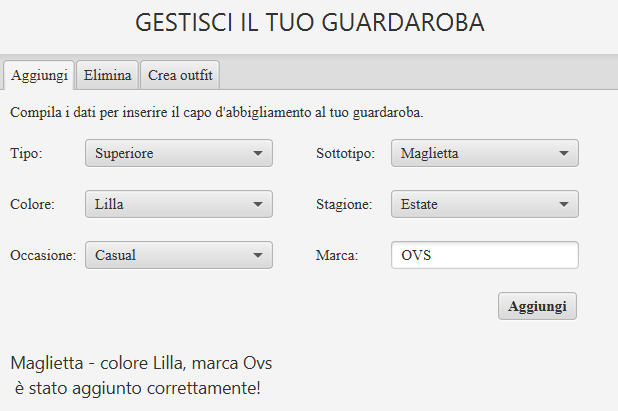 GESTISCI IL TUO GUARDAROBA
Aggiungi Elimina Crea outfit
Compila i dati per inserire il capo d'abbigliamento al tuo guardaroba.
Tipo: Superiore Sottotipo: Maglietta
Colore: Lilla Stagione: Estate
Occasione: Casual Marca: OVS
Aggiungi
Maglietta - colore Lilla, marca Ovs
è stato aggiunto correttamente!